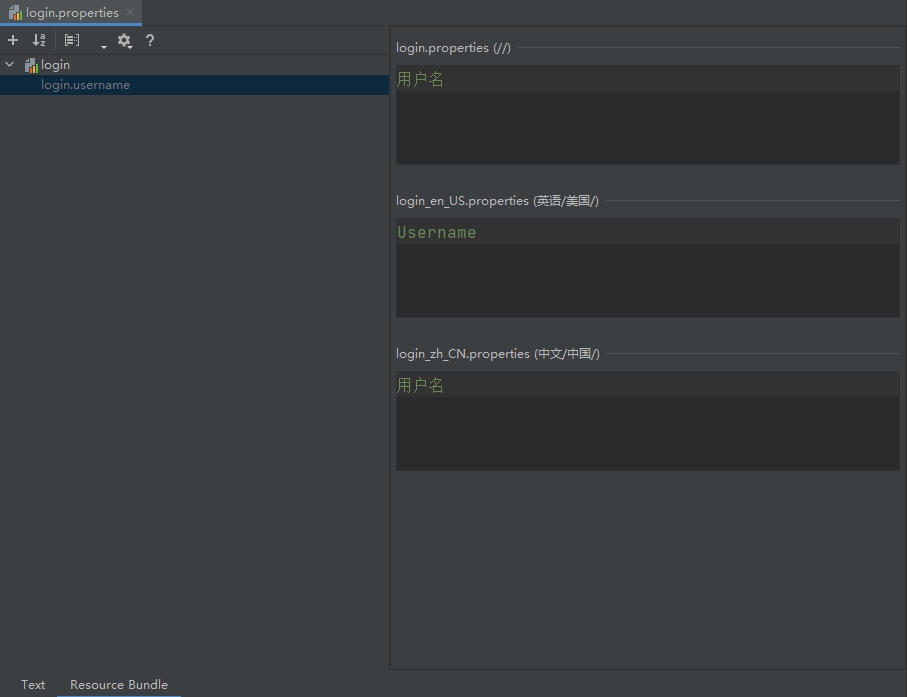 login.properties
login
login.username
login.properties (//)
用户名
login_en_US.properties (英语/美国/)
Username
login_zh_CN.properties (中文/中国/)
用户名
Text
Resource Bundle